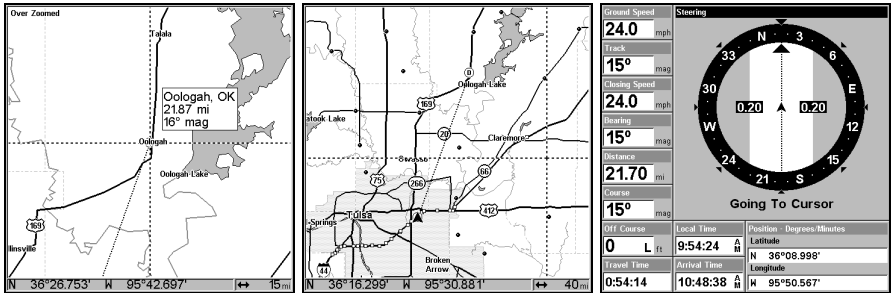 Over Zoomed
Talala
Oologah, OK
21.87 mi
16° mag
Oologah
Oologah Lake
169
llinsville
N 36°26.753' W 95°42.697' 15 mi
Oologah Lake
169
atook Lake
20
Claremore
Owasso
66
75
266
412
Springs
Tulsa
Broken
Arrow
44
N 36°16.299' W 95°30.881' 40 mi
Ground Speed
24.0 mph
Track
15° mag
Closing Speed
24.0 mph
Bearing
15° mag
Distance
21.70 mi
Course
15° mag
Off Course
0 L ft
Travel Time
0:54:14
Steering
N 3 6 E 12 15 S 21 24 W 30 33
0.20 0.20
Going To Cursor
Local Time
9:54:24 AM
Arrival Time
10:48:38 AM
Position - Degrees/Minutes
Latitude
N 36°08.998'
Longitude
W 95°50.567'